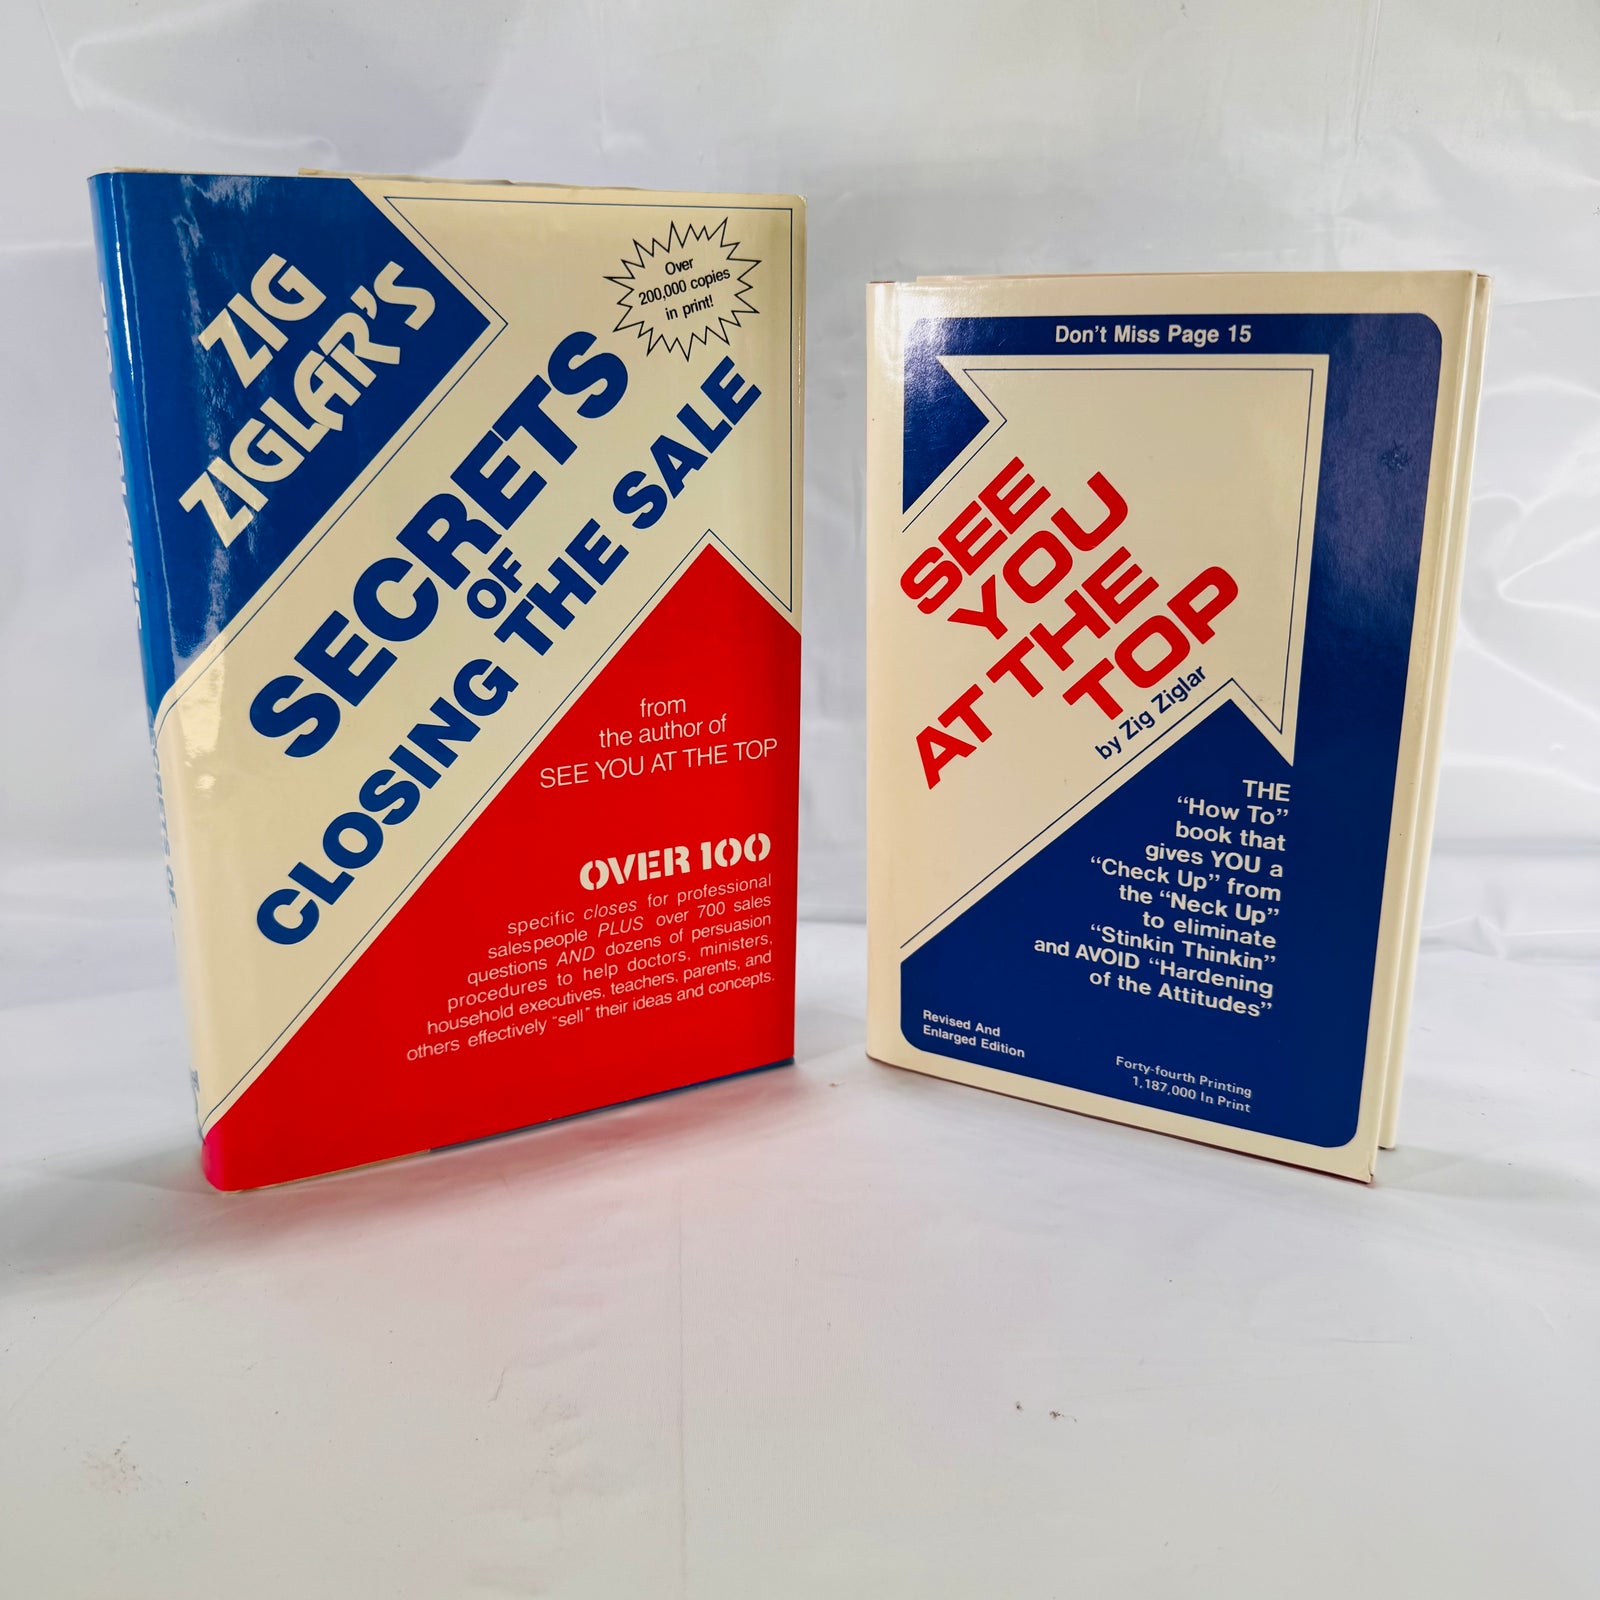 ZIG
ZIGLAR'S
Over
200,000 copies
in print!
SECRETS
OF
CLOSING THE SALE
from
the author of
SEE YOU AT THE TOP
OVER 100
specific closes for professional
salespeople PLUS over 700 sales
questions AND dozens of persuasion
procedures to help doctors, ministers,
household executives, teachers, parents, and
others effectively "sell" their ideas and concepts.
Don't Miss Page 15
SEE
YOU
AT THE
TOP
by Zig Ziglar
THE
“How To”
book that
gives YOU a
“Check Up” from
the “Neck Up”
to eliminate
“Stinkin Thinkin”
and AVOID “Hardening
of the Attitudes”
Revised And
Enlarged Edition
Forty-fourth Printing
1,187,000 In Print